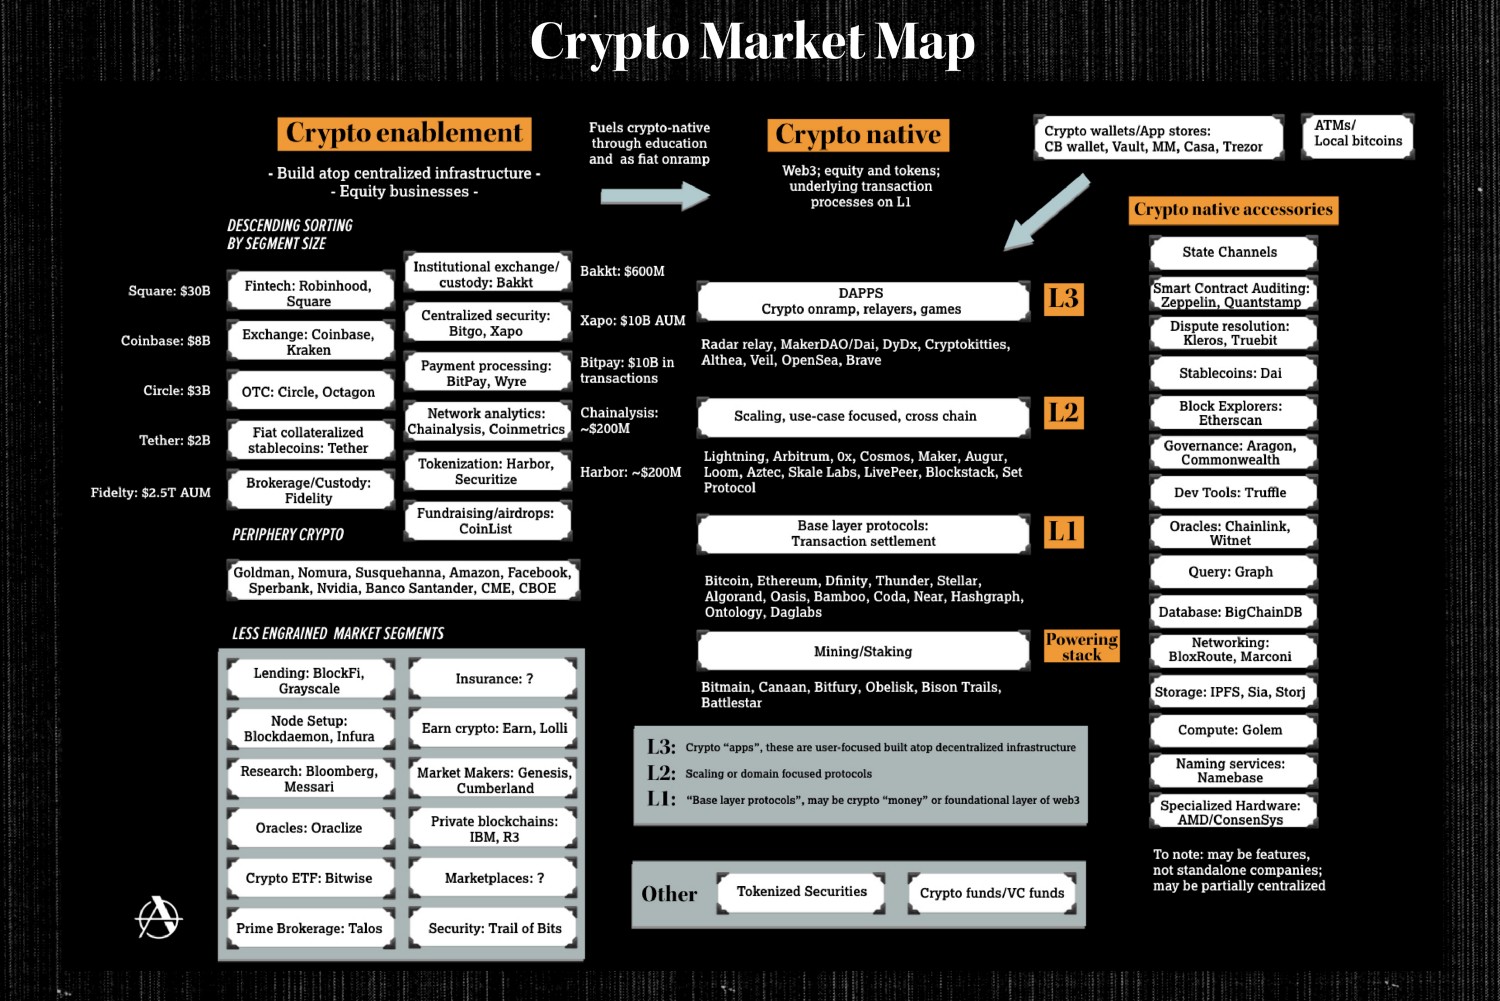 Crypto Market Map
Crypto enablement
- Build atop centralized infrastructure -
- Equity businesses -
Fuels crypto-native
through education
and as fiat onramp
Crypto native
Web3; equity and tokens;
underlying transaction
processes on L1
Crypto wallets/App stores:
CB wallet, Vault, MM, Casa, Trezor
ATMs/
Local bitcoins
DESCENDING SORTING
BY SEGMENT SIZE
Square: $30B
Fintech: Robinhood,
Square
Coinbase: $8B
Exchange: Coinbase,
Kraken
Circle: $3B
OTC: Circle, Octagon
Tether: $2B
Fiat collateralized
stablecoins: Tether
Fidelty: $2.5T AUM
Brokerage/Custody:
Fidelity
Institutional exchange/
custody: Bakkt
Bakkt: $600M
Centralized security:
Bitgo, Xapo
Xapo: $10B AUM
Payment processing:
BitPay, Wyre
Bitpay: $10B in
transactions
Network analytics:
Chainalysis, Coinmetrics
Chainalysis:
~$200M
Tokenization: Harbor,
Securitize
Harbor: ~$200M
Fundraising/airdrops:
CoinList
PERIPHERY CRYPTO
Goldman, Nomura, Susquehanna, Amazon, Facebook,
Sperbank, Nvidia, Banco Santander, CME, CBOE
LESS ENGRAINED MARKET SEGMENTS
Lending: BlockFi,
Grayscale
Insurance: ?
Node Setup:
Blockdaemon, Infura
Earn crypto: Earn, Lolli
Research: Bloomberg,
Messari
Market Makers: Genesis,
Cumberland
Oracles: Oraclize
Private blockchains:
IBM, R3
Crypto ETF: Bitwise
Marketplaces: ?
Prime Brokerage: Talos
Security: Trail of Bits
DAPPS
Crypto onramp, relayers, games
L3
Radar relay, MakerDAO/Dai, DyDx, Cryptokitties,
Althea, Veil, OpenSea, Brave
Scaling, use-case focused, cross chain
L2
Lightning, Arbitrum, 0x, Cosmos, Maker, Augur,
Loom, Aztec, Skale Labs, LivePeer, Blockstack, Set
Protocol
Base layer protocols:
Transaction settlement
L1
Bitcoin, Ethereum, Dfinity, Thunder, Stellar,
Algorand, Oasis, Bamboo, Coda, Near, Hashgraph,
Ontology, Daglabs
Mining/Staking
Powering
stack
Bitmain, Canaan, Bitfury, Obelisk, Bison Trails,
Battlestar
L3: Crypto “apps”, these are user-focused built atop decentralized infrastructure
L2: Scaling or domain focused protocols
L1: “Base layer protocols”, may be crypto “money” or foundational layer of web3
Other
Tokenized Securities
Crypto funds/VC funds
Crypto native accessories
State Channels
Smart Contract Auditing:
Zeppelin, Quantstamp
Dispute resolution:
Kleros, Truebit
Stablecoins: Dai
Block Explorers:
Etherscan
Governance: Aragon,
Commonwealth
Dev Tools: Truffle
Oracles: Chainlink,
Witnet
Query: Graph
Database: BigChainDB
Networking:
BloxRoute, Marconi
Storage: IPFS, Sia, Storj
Compute: Golem
Naming services:
Namebase
Specialized Hardware:
AMD/ConsenSys
To note: may be features,
not standalone companies;
may be partially centralized